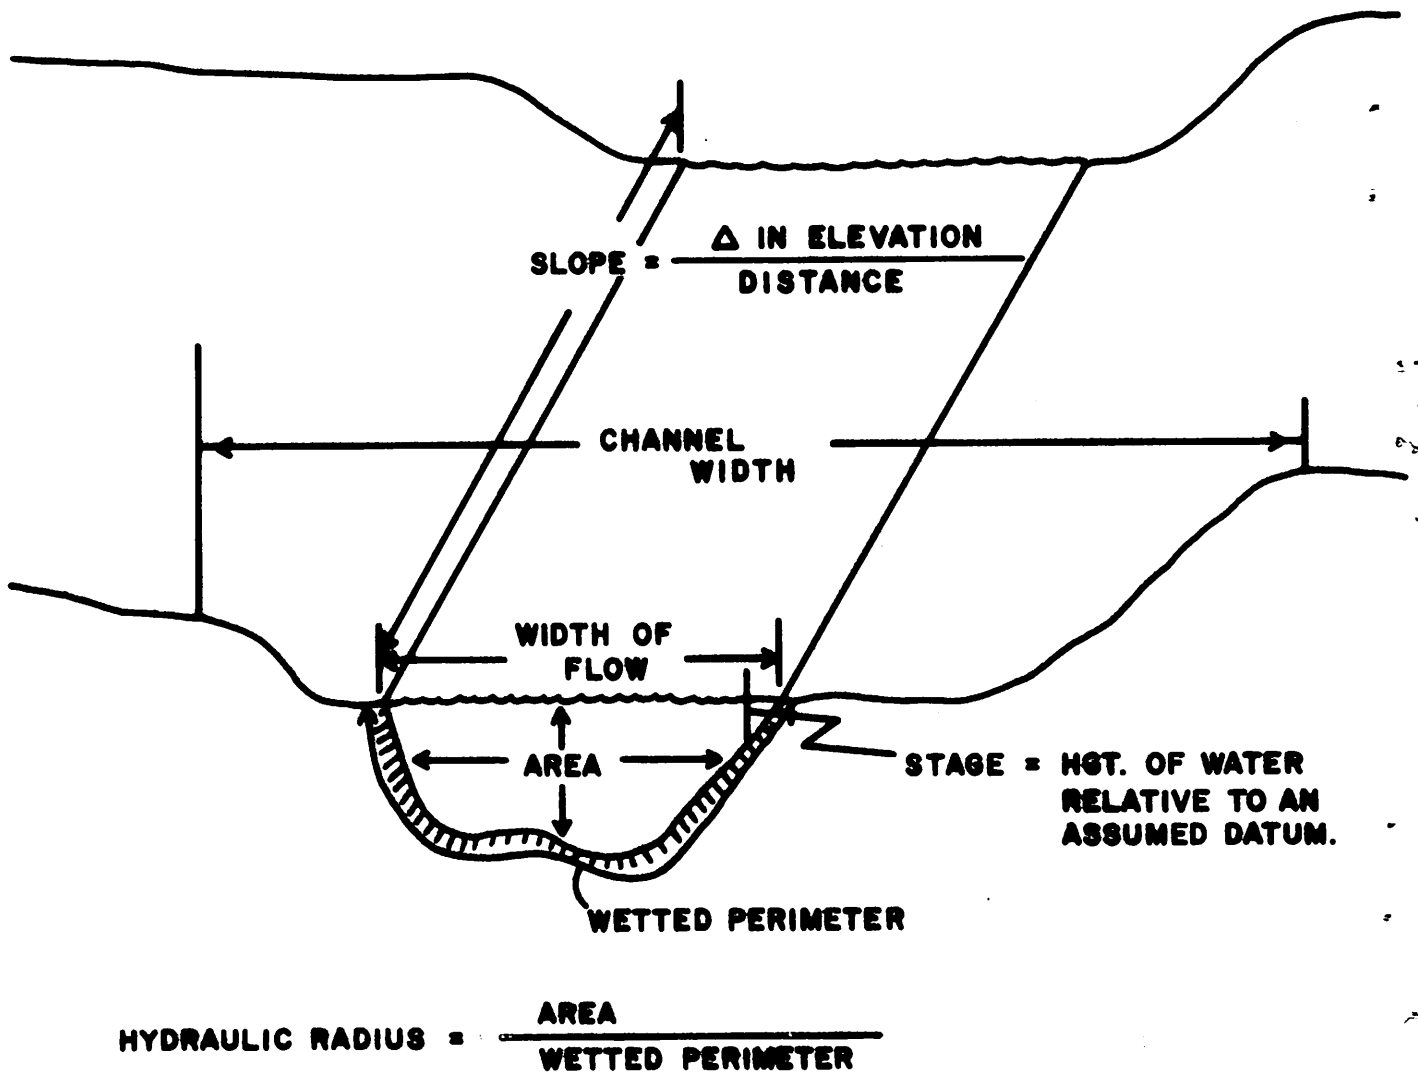 Δ IN ELEVATION
SLOPE =
DISTANCE
CHANNEL
WIDTH
WIDTH OF
FLOW
AREA
STAGE = HGT. OF WATER
RELATIVE TO AN
ASSUMED DATUM.
WETTED PERIMETER
AREA
HYDRAULIC RADIUS =
WETTED PERIMETER